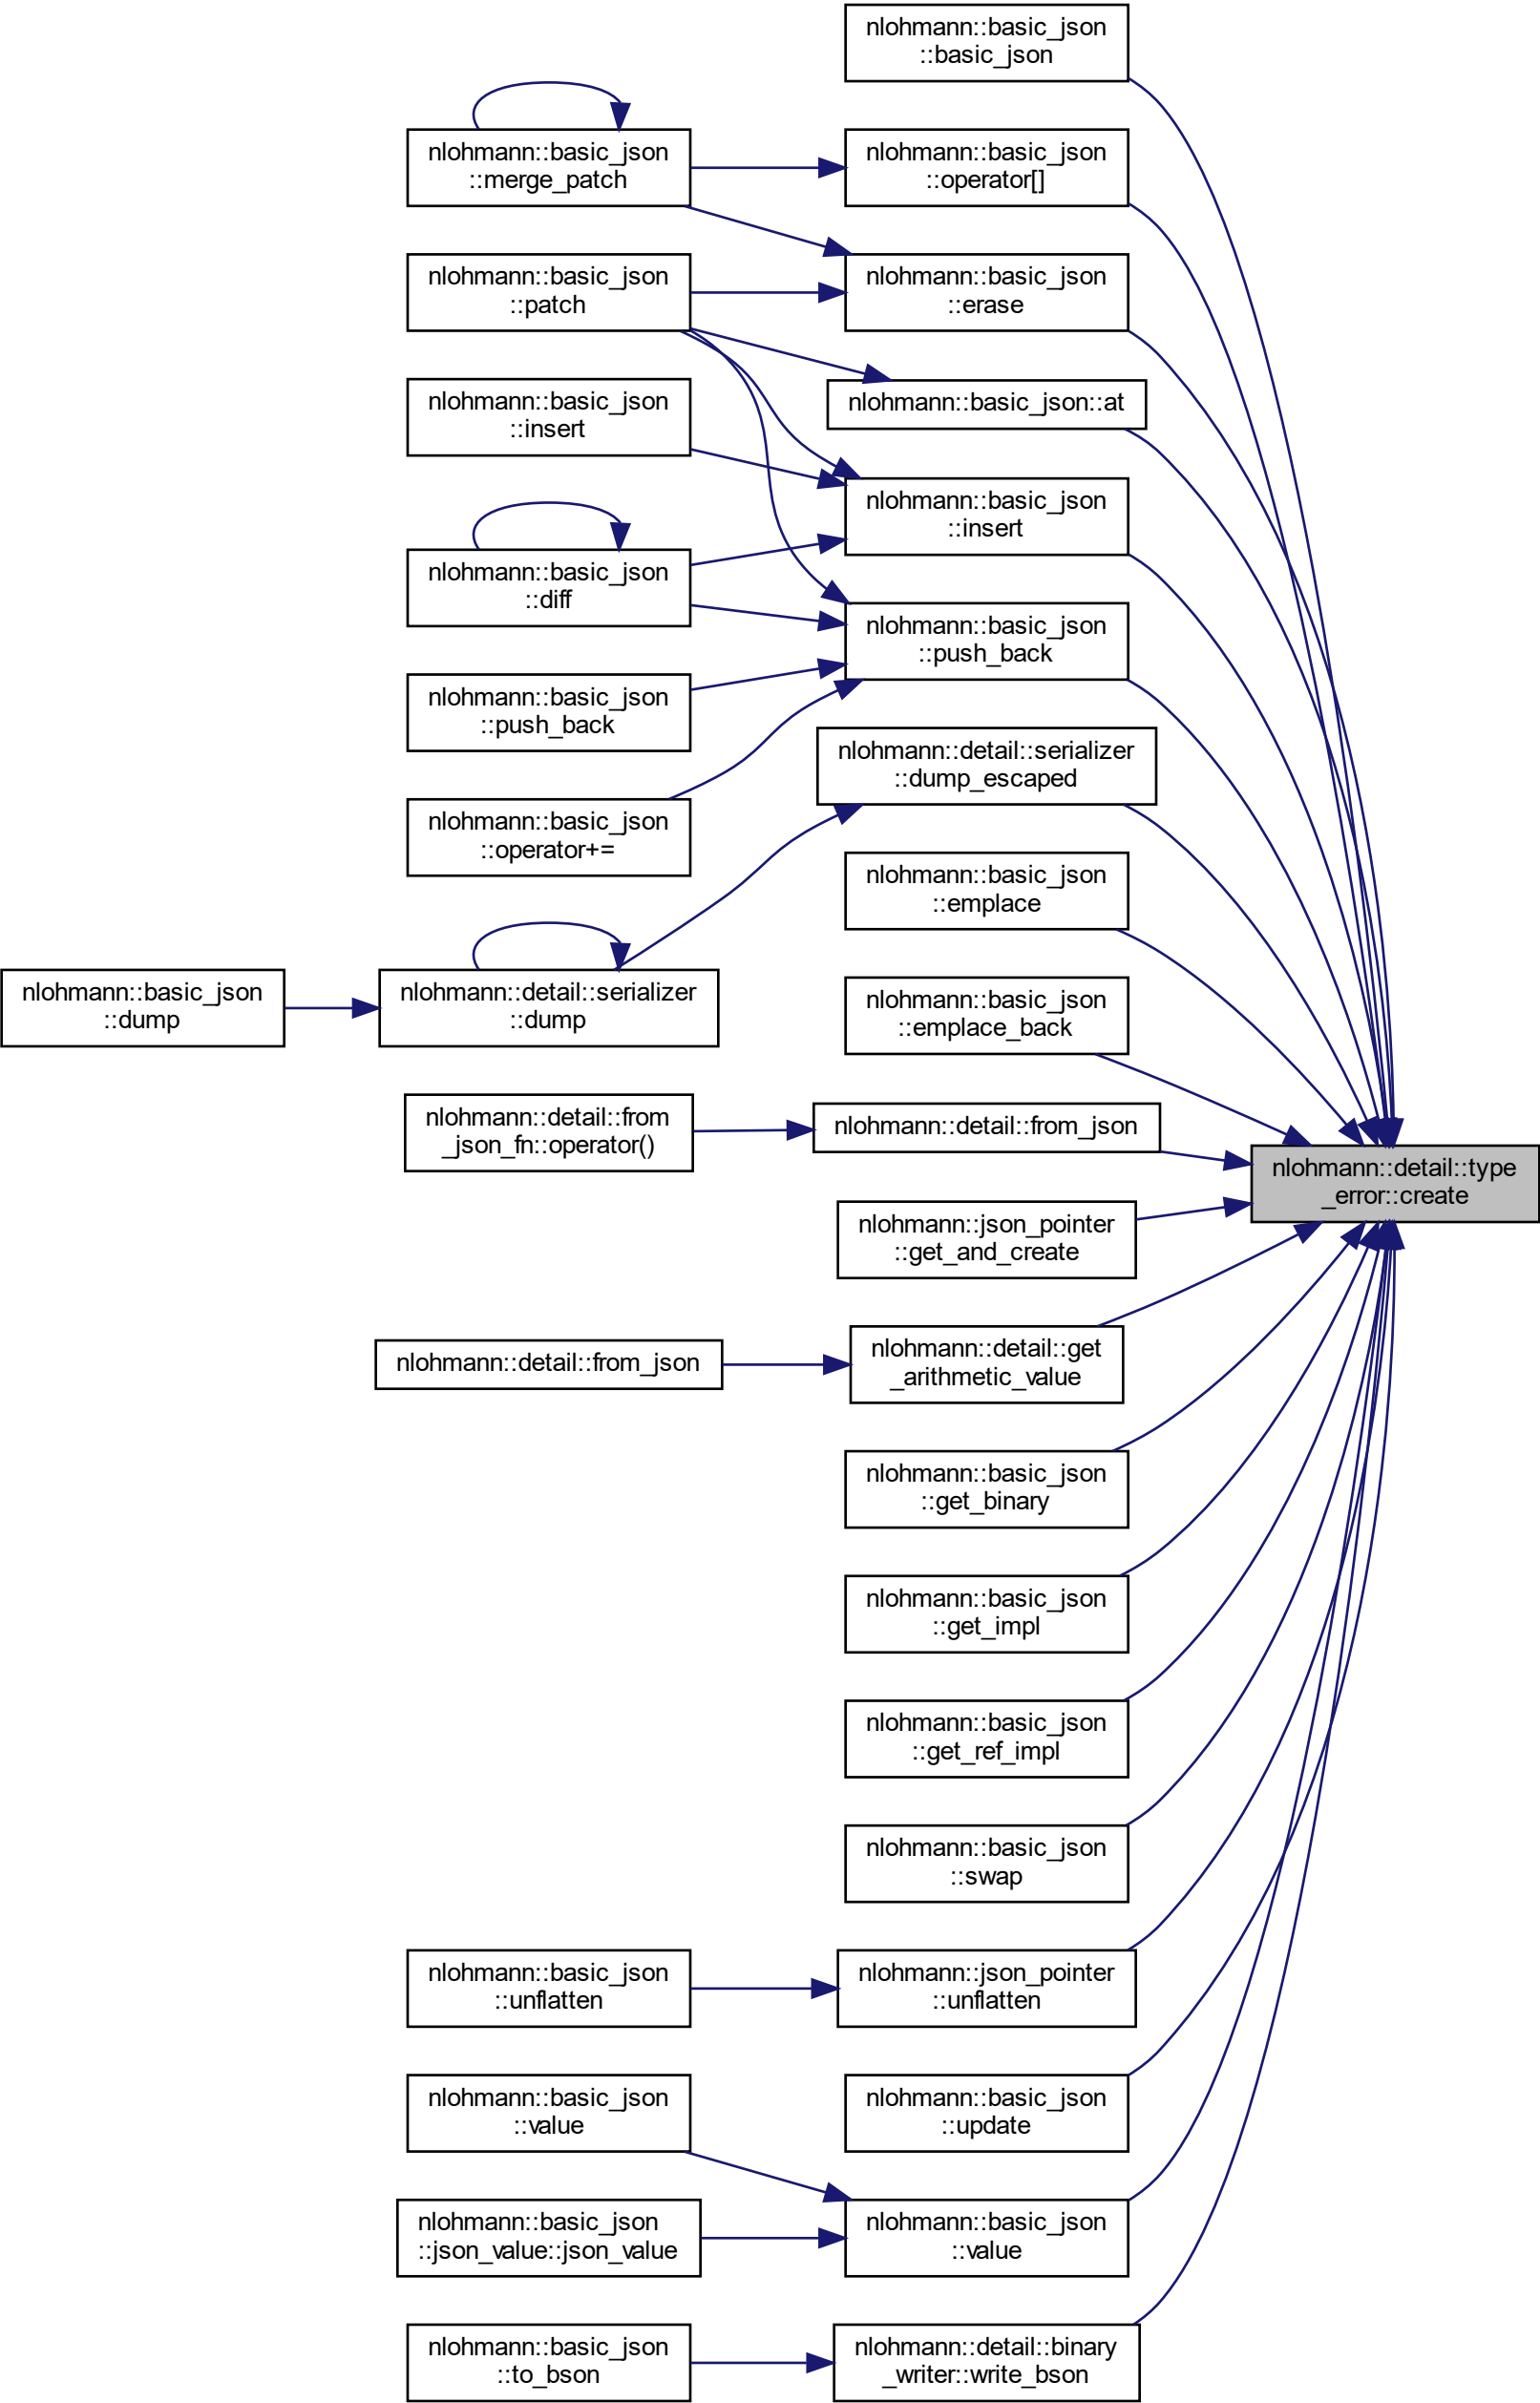 nlohmann::basic_json
::basic_json
nlohmann::basic_json
::merge_patch
nlohmann::basic_json
::operator[]
nlohmann::basic_json
::patch
nlohmann::basic_json
::erase
nlohmann::basic_json
::insert
nlohmann::basic_json::at
nlohmann::basic_json
::insert
nlohmann::basic_json
::diff
nlohmann::basic_json
::push_back
nlohmann::basic_json
::push_back
nlohmann::detail::serializer
::dump_escaped
nlohmann::basic_json
::operator+=
nlohmann::basic_json
::emplace
nlohmann::basic_json
::dump
nlohmann::detail::serializer
::dump
nlohmann::basic_json
::emplace_back
nlohmann::detail::from
_json_fn::operator()
nlohmann::detail::from_json
nlohmann::detail::type
_error::create
nlohmann::json_pointer
::get_and_create
nlohmann::detail::from_json
nlohmann::detail::get
_arithmetic_value
nlohmann::basic_json
::get_binary
nlohmann::basic_json
::get_impl
nlohmann::basic_json
::get_ref_impl
nlohmann::basic_json
::swap
nlohmann::basic_json
::unflatten
nlohmann::json_pointer
::unflatten
nlohmann::basic_json
::value
nlohmann::basic_json
::update
nlohmann::basic_json
::json_value::json_value
nlohmann::basic_json
::value
nlohmann::basic_json
::to_bson
nlohmann::detail::binary
_writer::write_bson